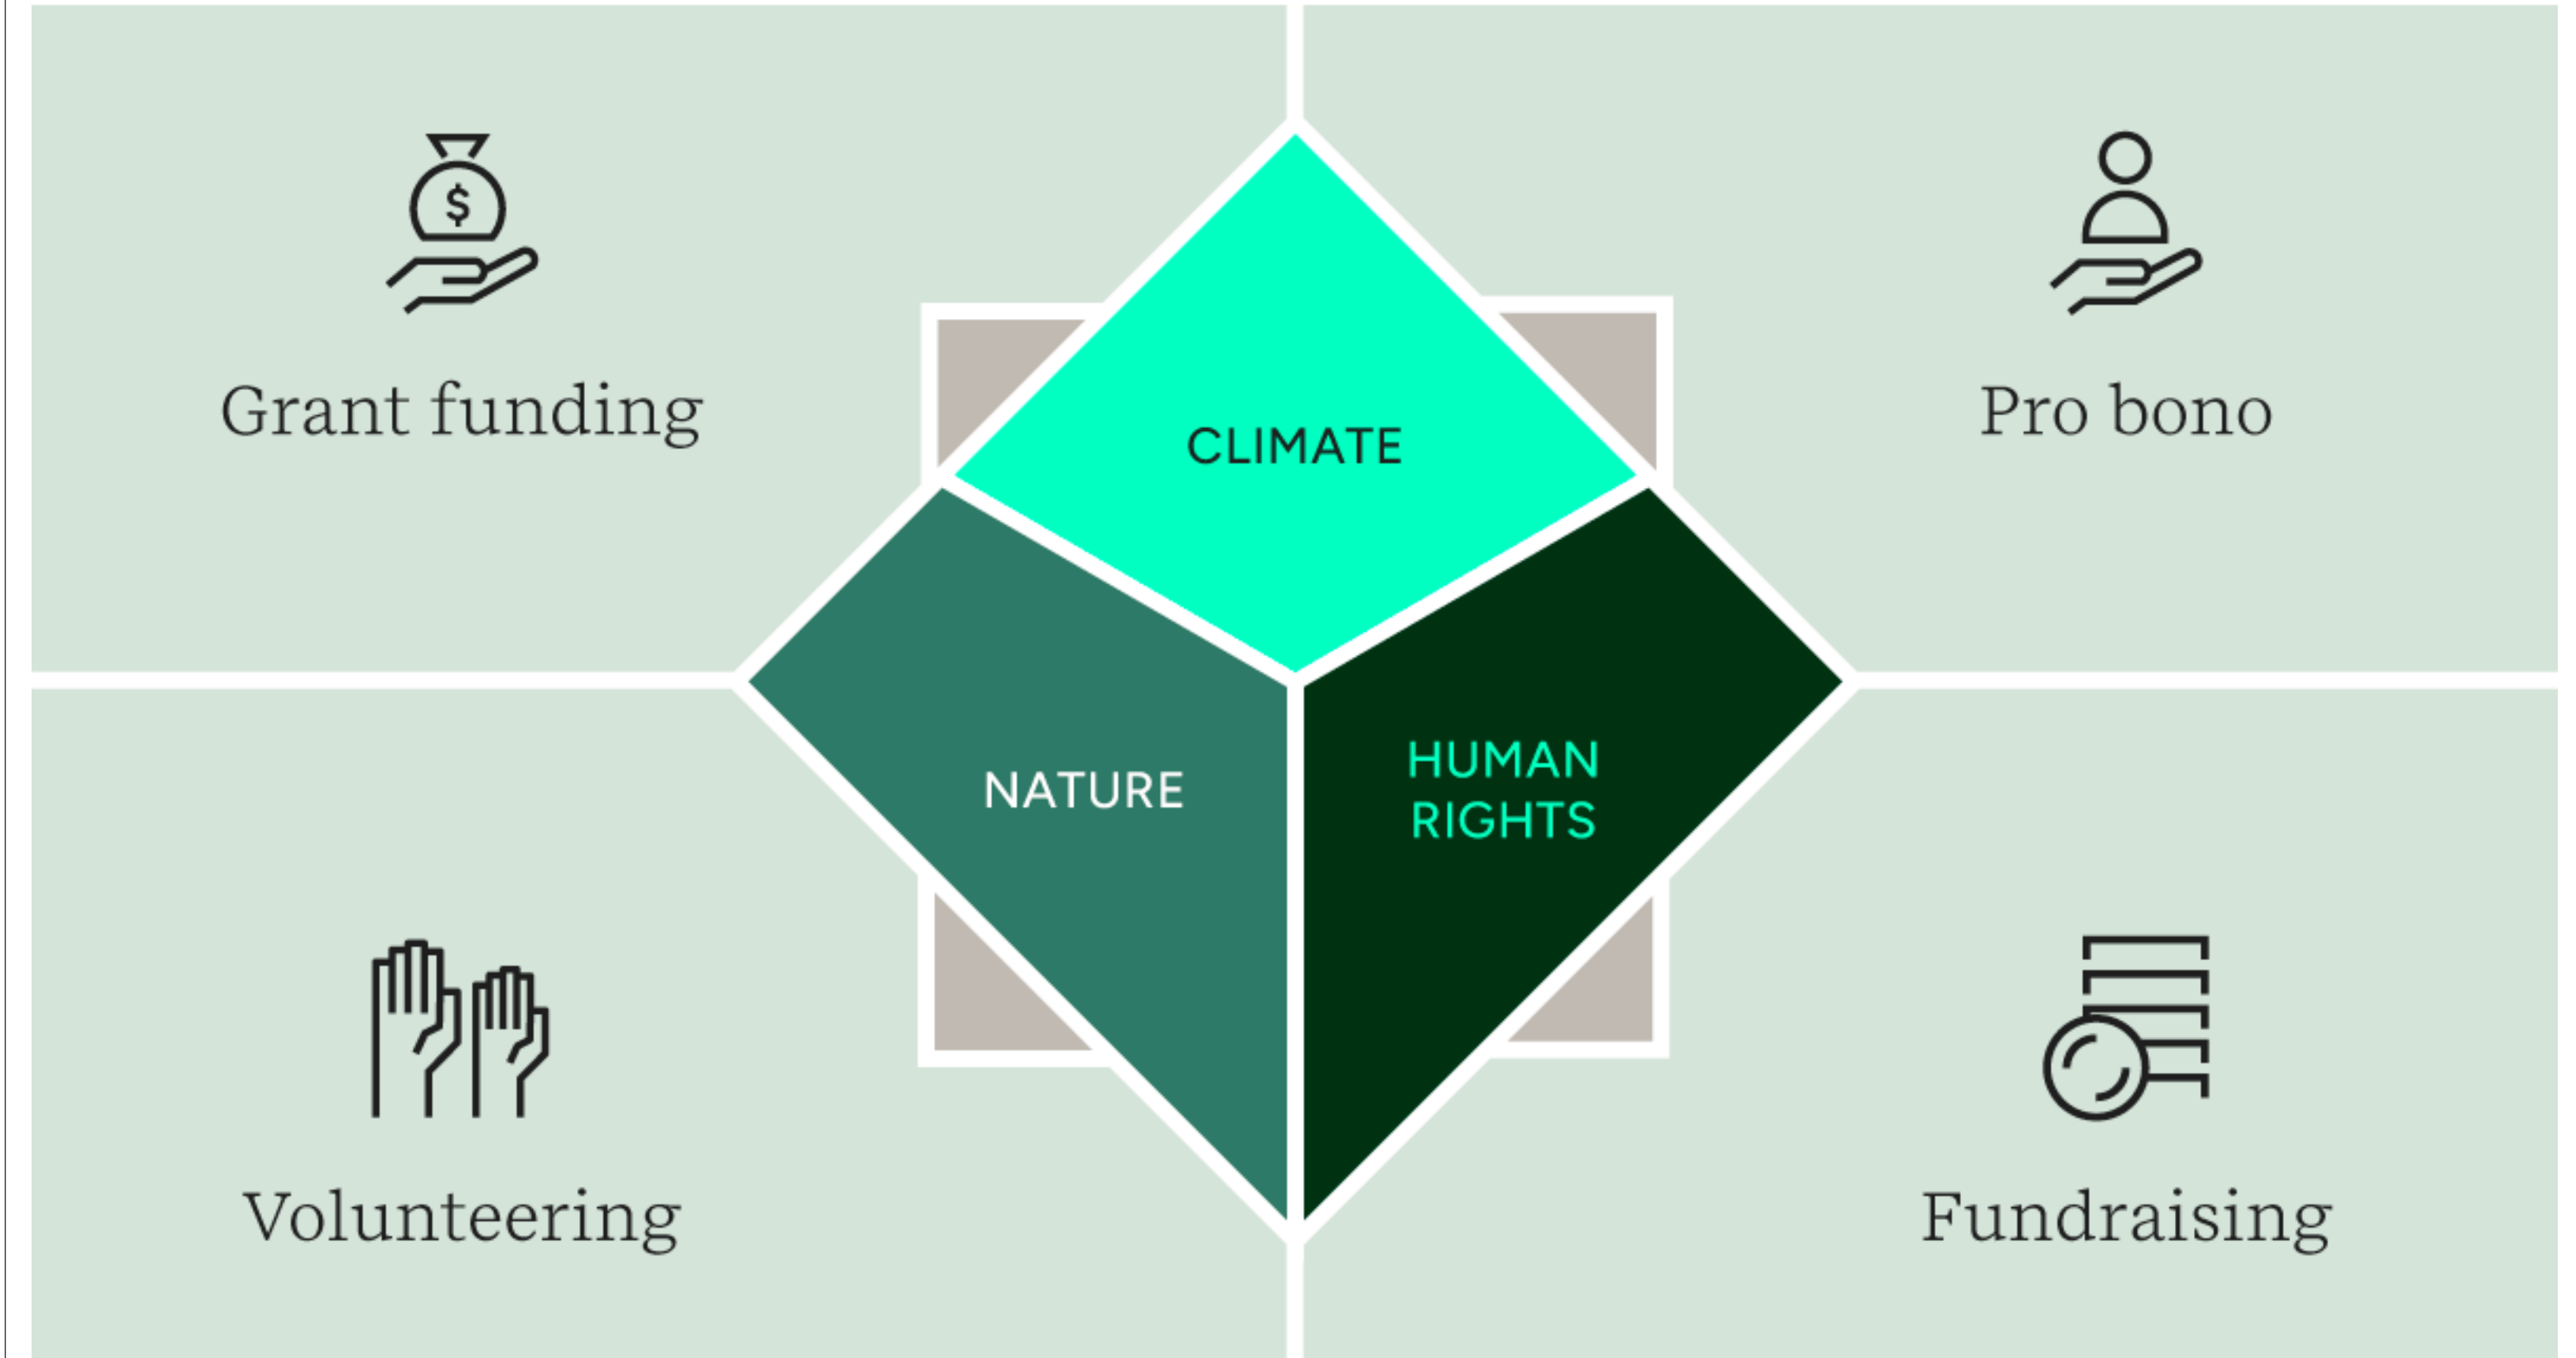 $
Grant funding
Pro bono
CLIMATE
NATURE
HUMAN
RIGHTS
Volunteering
Fundraising